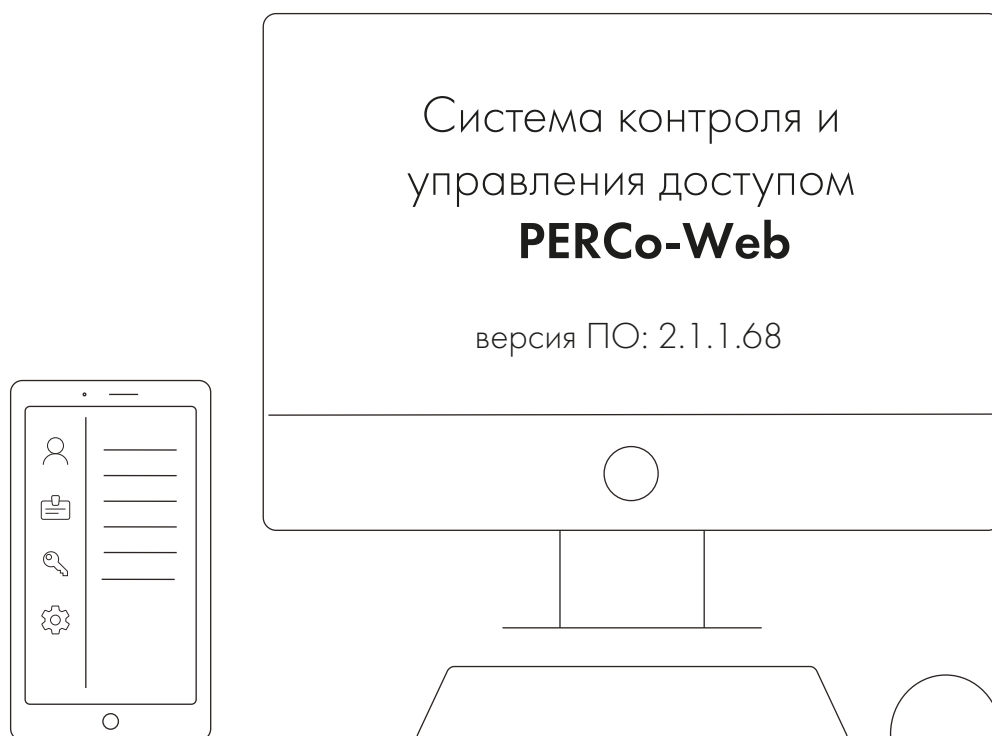 Система контроля и
управления доступом
PERCo-Web
версия ПО: 2.1.1.68